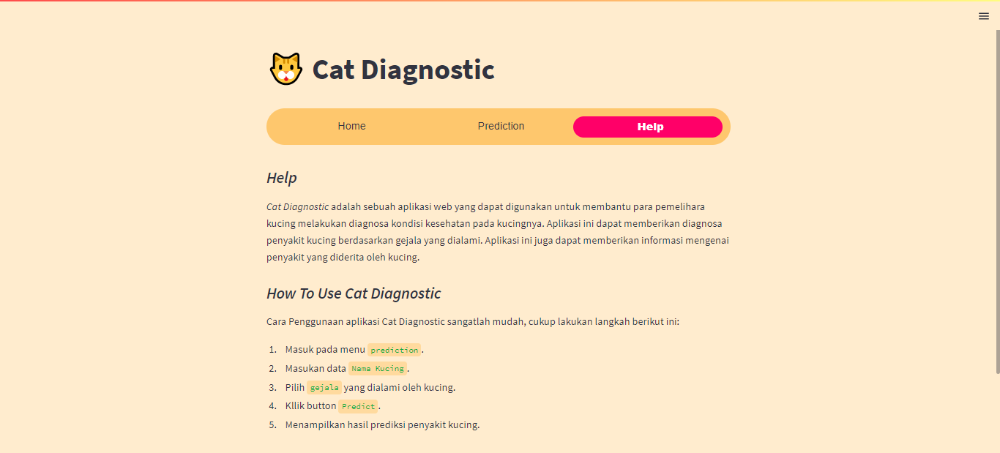 Cat Diagnostic
Home Prediction Help
Help
Cat Diagnostic adalah sebuah aplikasi web yang dapat digunakan untuk membantu para pemelihara
kucing melakukan diagnosa kondisi kesehatan pada kucingnya. Aplikasi ini dapat memberikan diagnosa
penyakit kucing berdasarkan gejala yang dialami. Aplikasi ini juga dapat memberikan informasi mengenai
penyakit yang diderita oleh kucing.
How To Use Cat Diagnostic
Cara Penggunaan aplikasi Cat Diagnostic sangatlah mudah, cukup lakukan langkah berikut ini:
1. Masuk pada menu prediction.
2. Masukan data Nama Kucing.
3. Pilih gejala yang dialami oleh kucing.
4. Kllik button Predict.
5. Menampilkan hasil prediksi penyakit kucing.